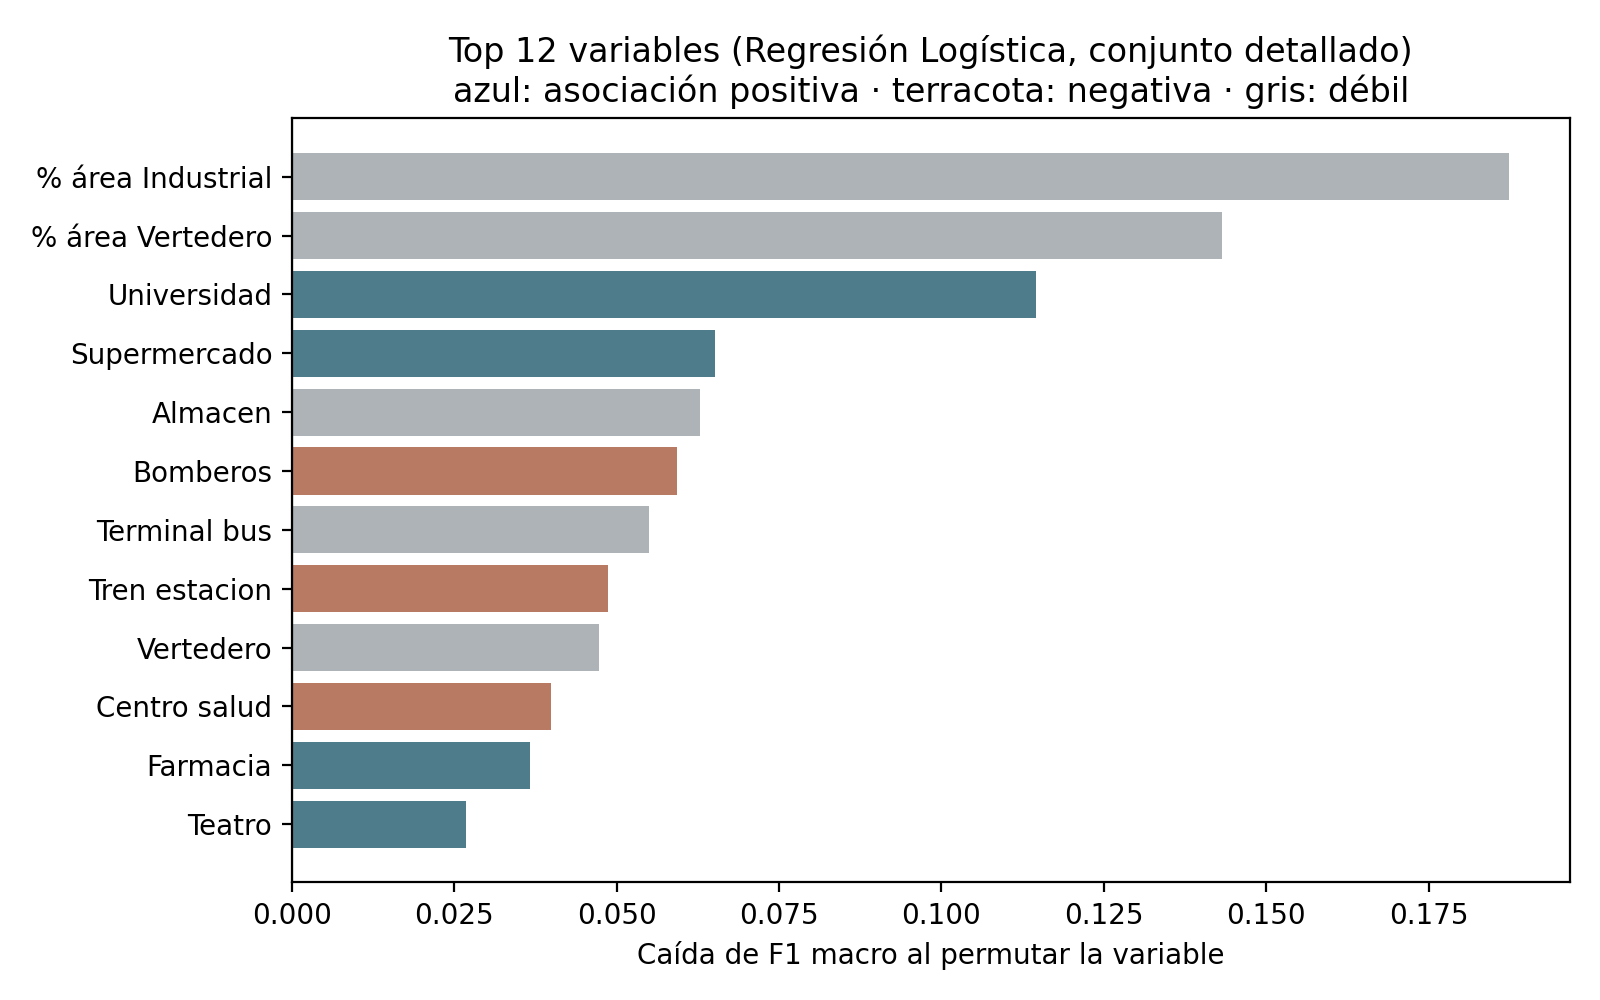 Top 12 variables (Regresión Logística, conjunto detallado)
azul: asociación positiva · terracota: negativa · gris: débil
% área Industrial
% área Vertedero
Universidad
Supermercado
Almacen
Bomberos
Terminal bus
Tren estacion
Vertedero
Centro salud
Farmacia
Teatro
0.000 0.025 0.050 0.075 0.100 0.125 0.150 0.175
Caída de F1 macro al permutar la variable